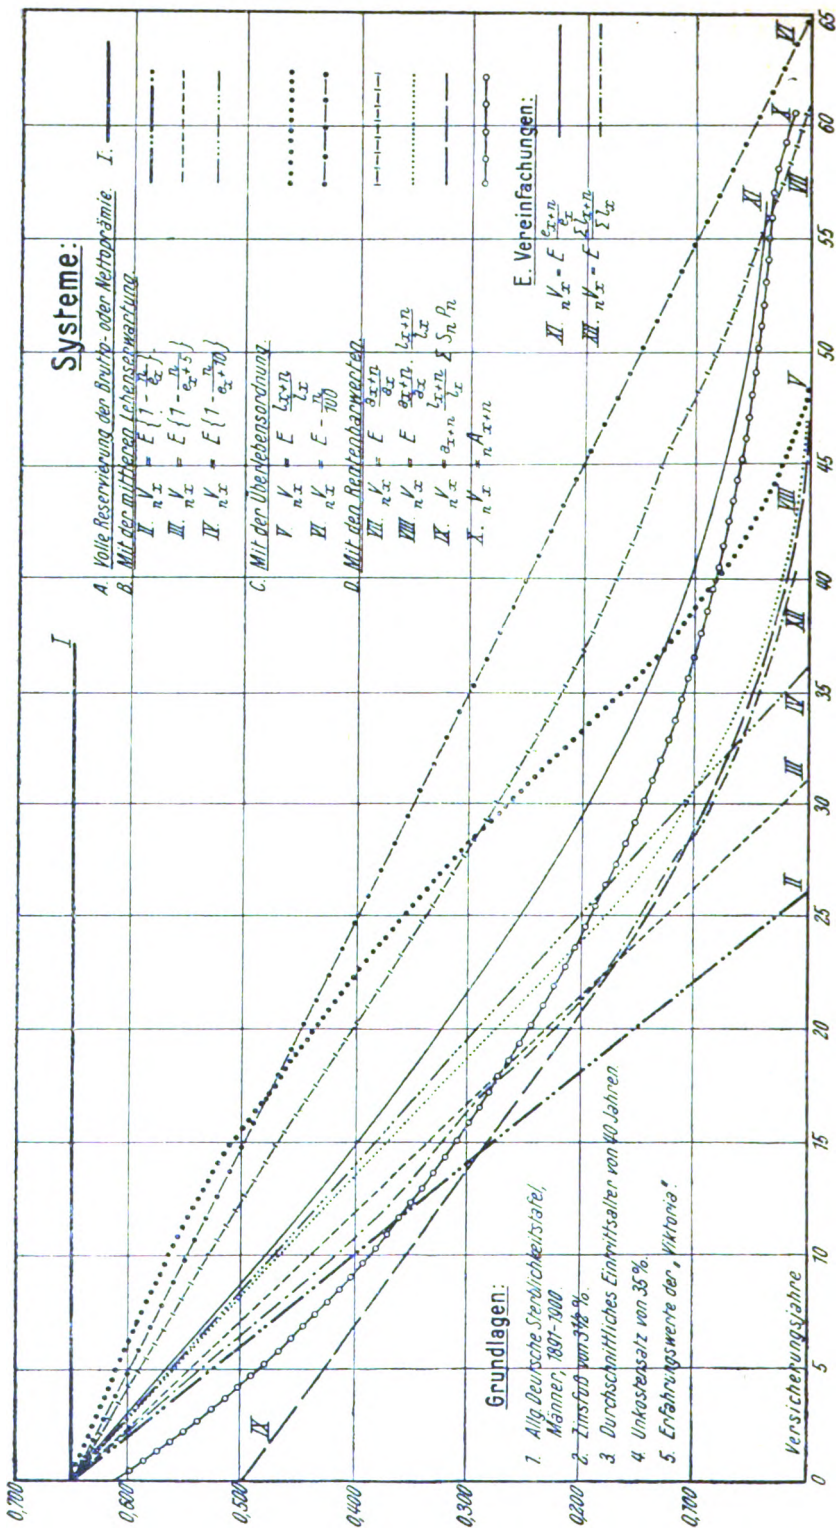 Systeme:
A. Volle Reservierung der Brutto- oder Nettoprämie. I.
B. Mit der mittleren Lebenserwartung
II. nVx = E {1 - n/ex}
III. nVx = E {1 - n/ex+5}
IV. nVx = E {1 - n/ex+10}
C. Mit der Überlebensordnung
V. nVx = E lx+n/lx
VI. nVx = E - n/100
D. Mit den Rentenbarwerten
VII. nVx = E ax+n/ax
VIII. nVx = E ax+n/ax · lx+n/lx
IX. nVx = ax+n lx+n/lx Σ Sn Pn
X. nVx = nAx+n
E. Vereinfachungen:
XI. nVx = E ex+n/ex
XII. nVx = E Σlx+n/Σlx
Grundlagen:
1. Allg. Deutsche Sterblichkeitstafel,
Männer, 1891-1900.
2. Zinsfuß von 3½ %.
3. Durchschnittliches Eintrittsalter von 40 Jahren.
4. Unkostensatz von 35%.
5. Erfahrungswerte der „Viktoria".
0,700
0,600
0,500
0,400
0,300
0,200
0,100
I
IX
II
III
IV
XII
VIII
V
XI
VII
X
VI
Versicherungsjahre
0 5 10 15 20 25 30 35 40 45 50 55 60 65